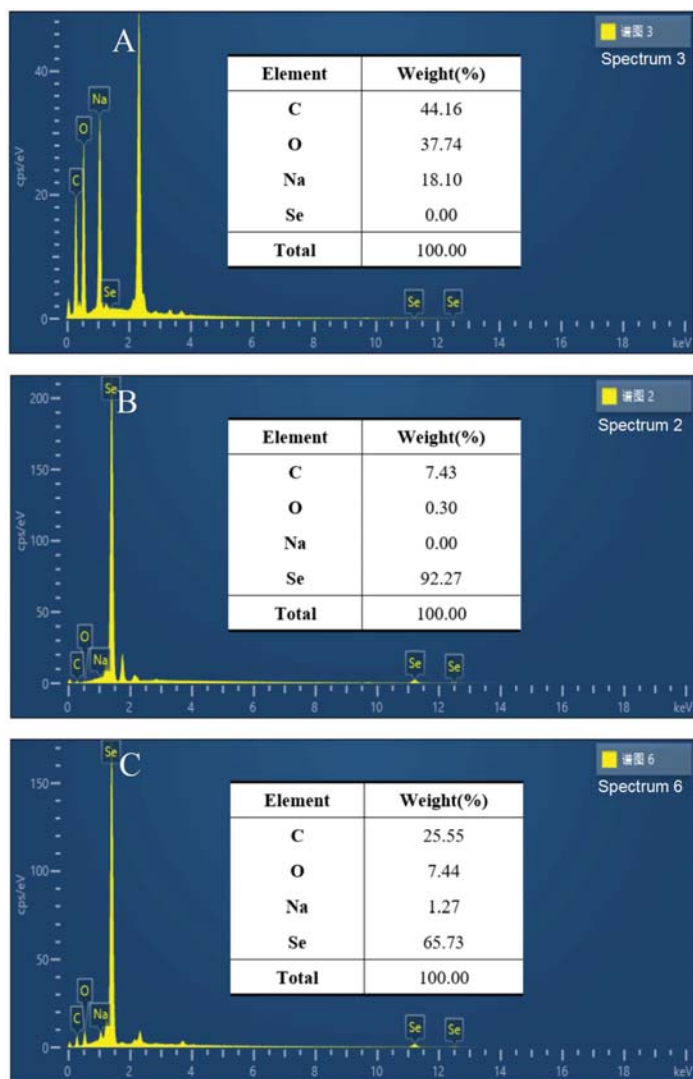 A
谱图 3
Spectrum 3
Element Weight(%)
C 44.16
O 37.74
Na 18.10
Se 0.00
Total 100.00
40
20
0
cps/eV
C
O
Na
Se
Se
Se
0 2 4 6 8 10 12 14 16 18 keV
B
谱图 2
Spectrum 2
Element Weight(%)
C 7.43
O 0.30
Na 0.00
Se 92.27
Total 100.00
200
150
100
50
0
cps/eV
Se
O
C
Na
Se
Se
0 2 4 6 8 10 12 14 16 18 keV
C
谱图 6
Spectrum 6
Element Weight(%)
C 25.55
O 7.44
Na 1.27
Se 65.73
Total 100.00
150
100
50
0
cps/eV
Se
O
C
Na
Se
Se
0 2 4 6 8 10 12 14 16 18 keV